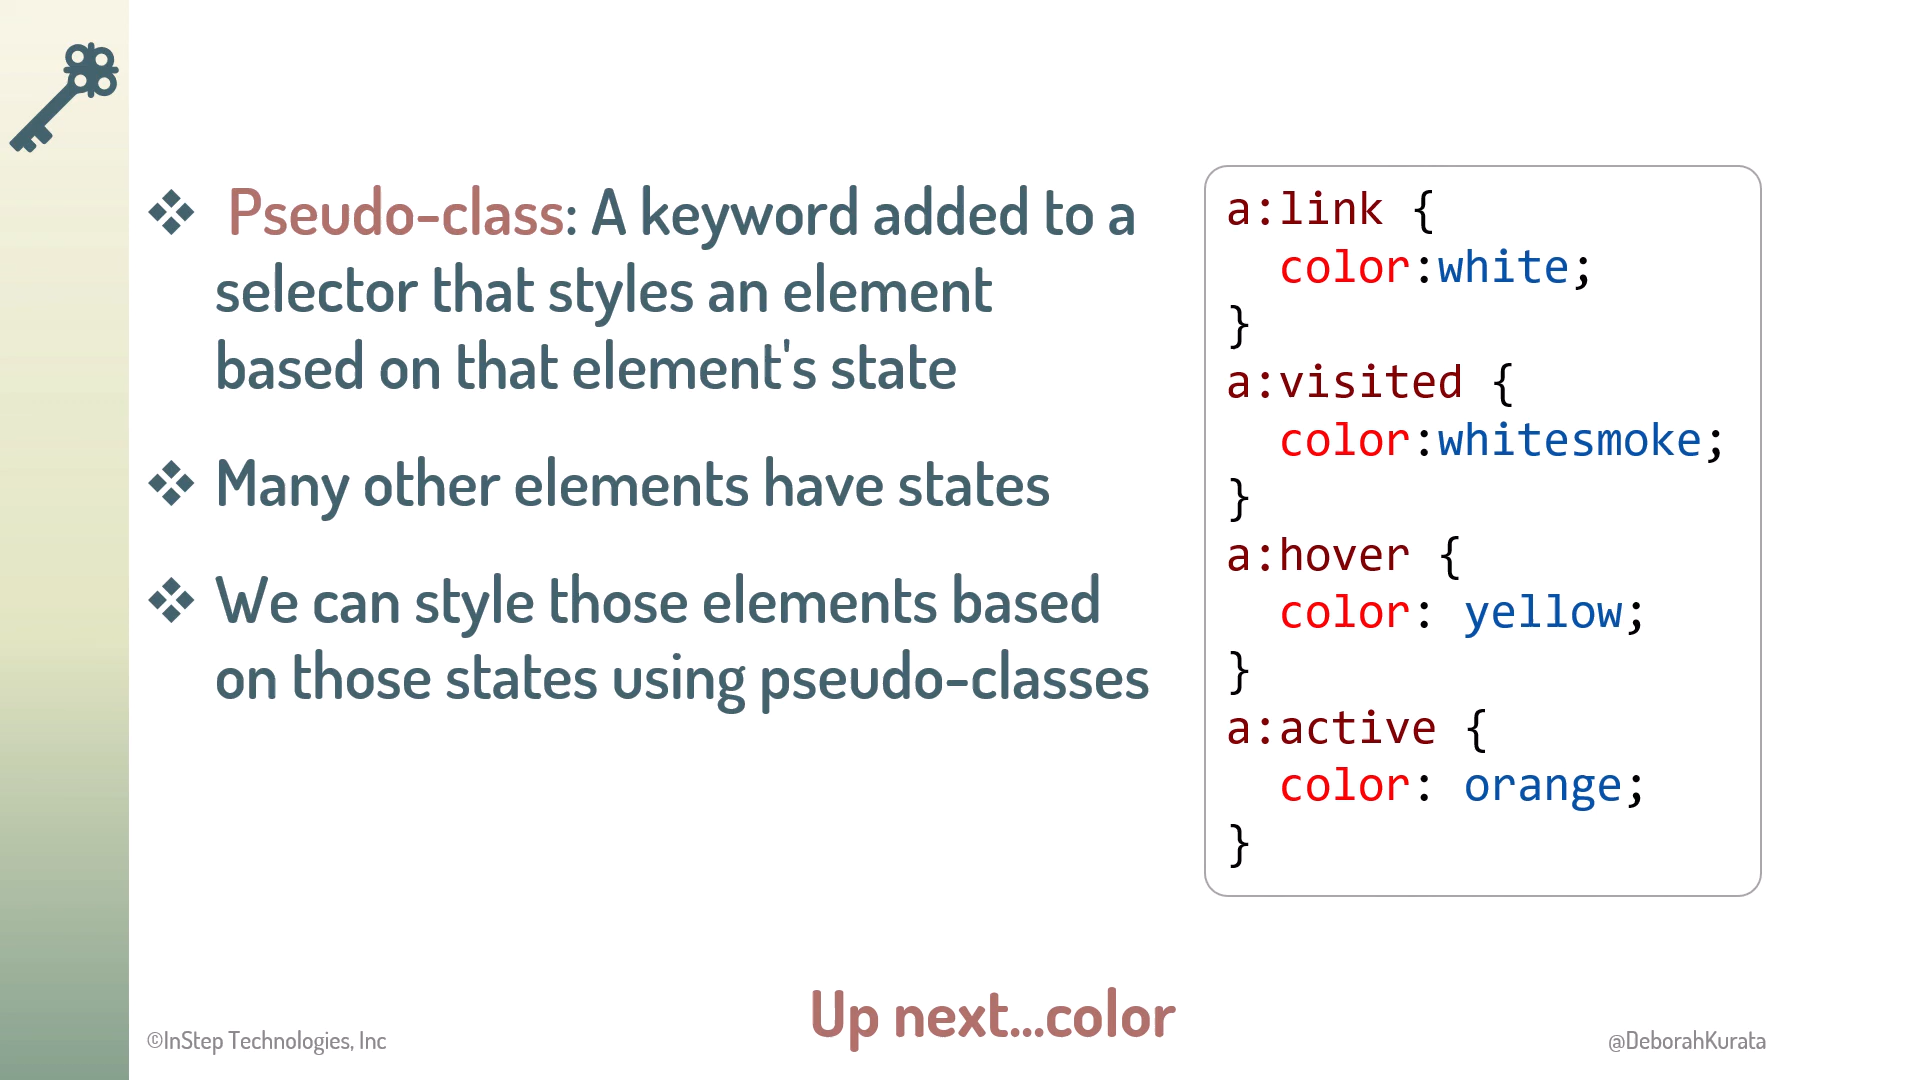 ❖ Pseudo-class: A keyword added to a
selector that styles an element
based on that element's state
❖ Many other elements have states
❖ We can style those elements based
on those states using pseudo-classes
a:link {
  color:white;
}
a:visited {
  color:whitesmoke;
}
a:hover {
  color: yellow;
}
a:active {
  color: orange;
}
Up next...color
©InStep Technologies, Inc
@DeborahKurata